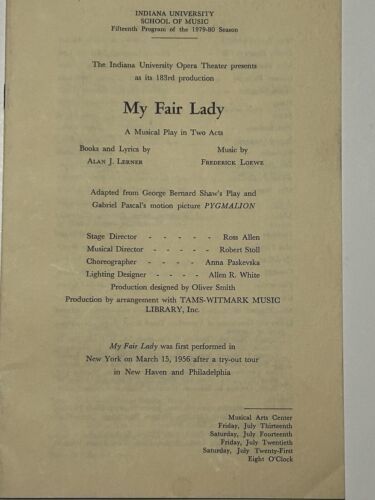 INDIANA UNIVERSITY
SCHOOL OF MUSIC
Fifteenth Program of the 1979-80 Season
The Indiana University Opera Theater presents
as its 183rd production
My Fair Lady
A Musical Play in Two Acts
Books and Lyrics by Music by
ALAN J. LERNER FREDERICK LOEWE
Adapted from George Bernard Shaw's Play and
Gabriel Pascal's motion picture PYGMALION
Stage Director - - - - - Ross Allen
Musical Director - - - - - Robert Stoll
Choreographer - - - - Anna Paskevska
Lighting Designer - - - - Allen R. White
Production designed by Oliver Smith
Production by arrangement with TAMS-WITMARK MUSIC
LIBRARY, Inc.
My Fair Lady was first performed in
New York on March 15, 1956 after a try-out tour
in New Haven and Philadelphia
Musical Arts Center
Friday, July Thirteenth
Saturday, July Fourteenth
Friday, July Twentieth
Saturday, July Twenty-First
Eight O'Clock